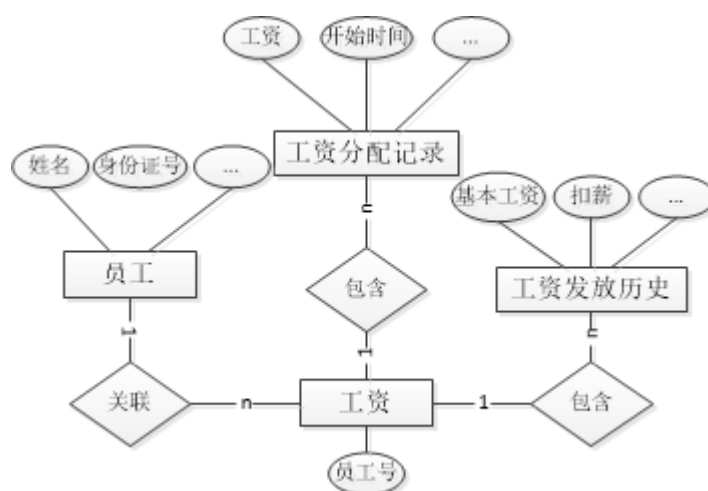 工资
开始时间
...
工资分配记录
姓名
身份证号
...
员工
n
基本工资
扣薪
...
工资发放历史
包含
1
1
n
关联
n
工资
1
包含
员工号